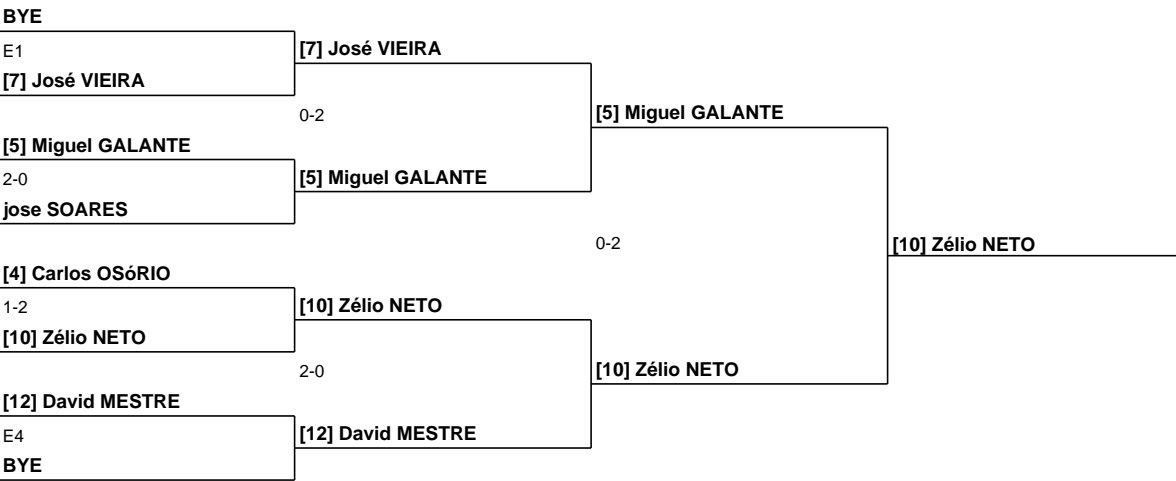 BYE
E1
[7] José VIEIRA
[7] José VIEIRA
0-2
[5] Miguel GALANTE
2-0
jose SOARES
[5] Miguel GALANTE
[5] Miguel GALANTE
0-2
[4] Carlos OSóRIO
1-2
[10] Zélio NETO
[10] Zélio NETO
2-0
[12] David MESTRE
E4
BYE
[12] David MESTRE
[10] Zélio NETO
[10] Zélio NETO